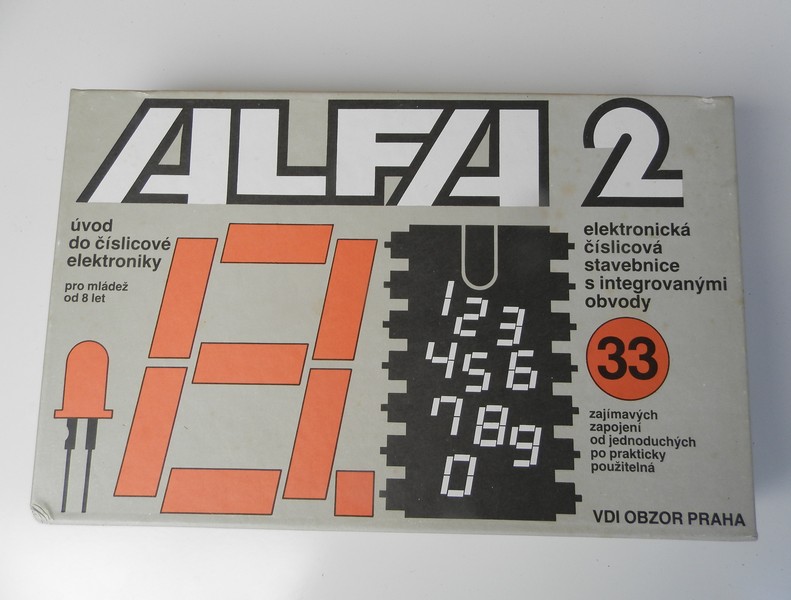 ALFA 2
úvod
do číslicové
elektroniky
pro mládež
od 8 let
1 2 3
4 5 6
7 8 9
0
elektronická
číslicová
stavebnice
s integrovanými
obvody
33
zajímavých
zapojení
od jednoduchých
po prakticky
použitelná
VDI OBZOR PRAHA